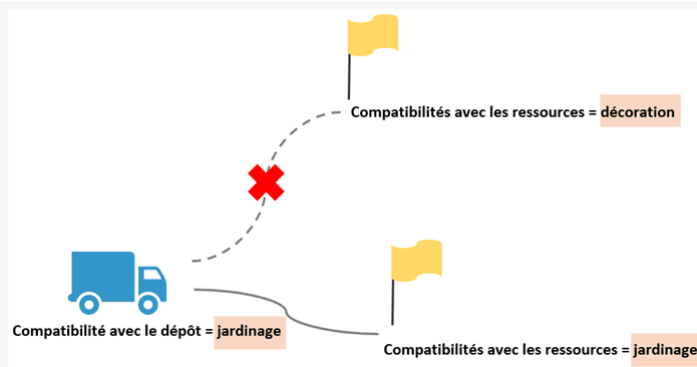 Compatibilités avec les ressources = décoration
Compatibilité avec le dépôt = jardinage
Compatibilités avec les ressources = jardinage